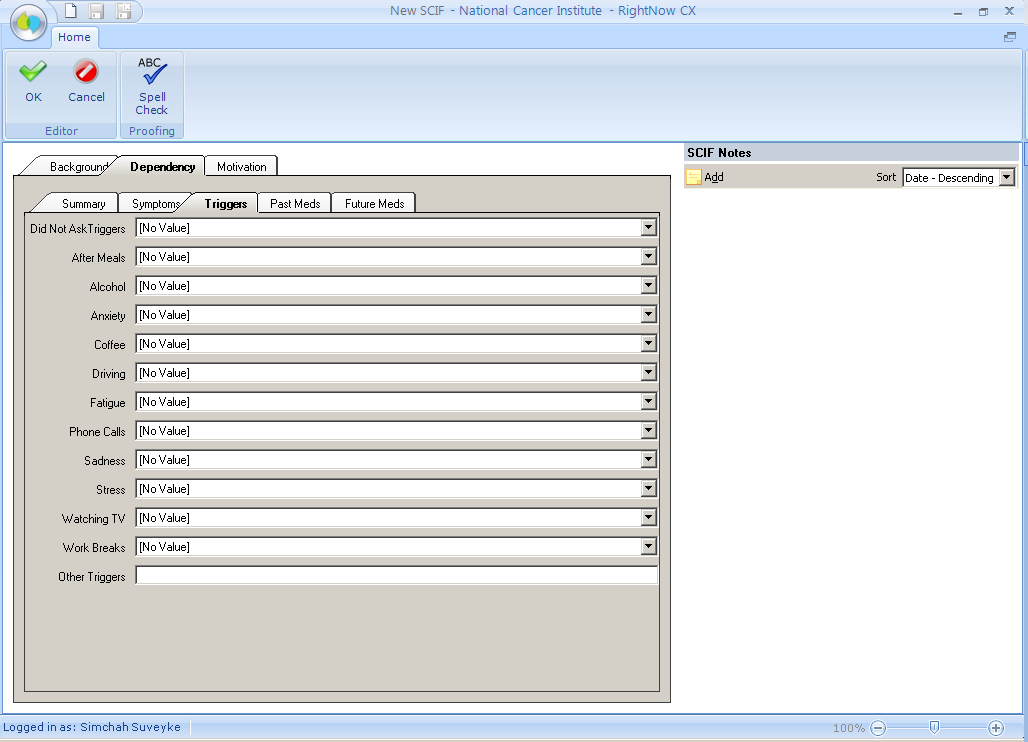 New SCIF - National Cancer Institute - RightNow CX
Home
OK
Cancel
ABC
Spell
Check
Editor
Proofing
Background
Dependency
Motivation
SCIF Notes
Add
Sort
Date - Descending
Summary
Symptoms
Triggers
Past Meds
Future Meds
Did Not AskTriggers [No Value]
After Meals [No Value]
Alcohol [No Value]
Anxiety [No Value]
Coffee [No Value]
Driving [No Value]
Fatigue [No Value]
Phone Calls [No Value]
Sadness [No Value]
Stress [No Value]
Watching TV [No Value]
Work Breaks [No Value]
Other Triggers
Logged in as: Simchah Suveyke
100%